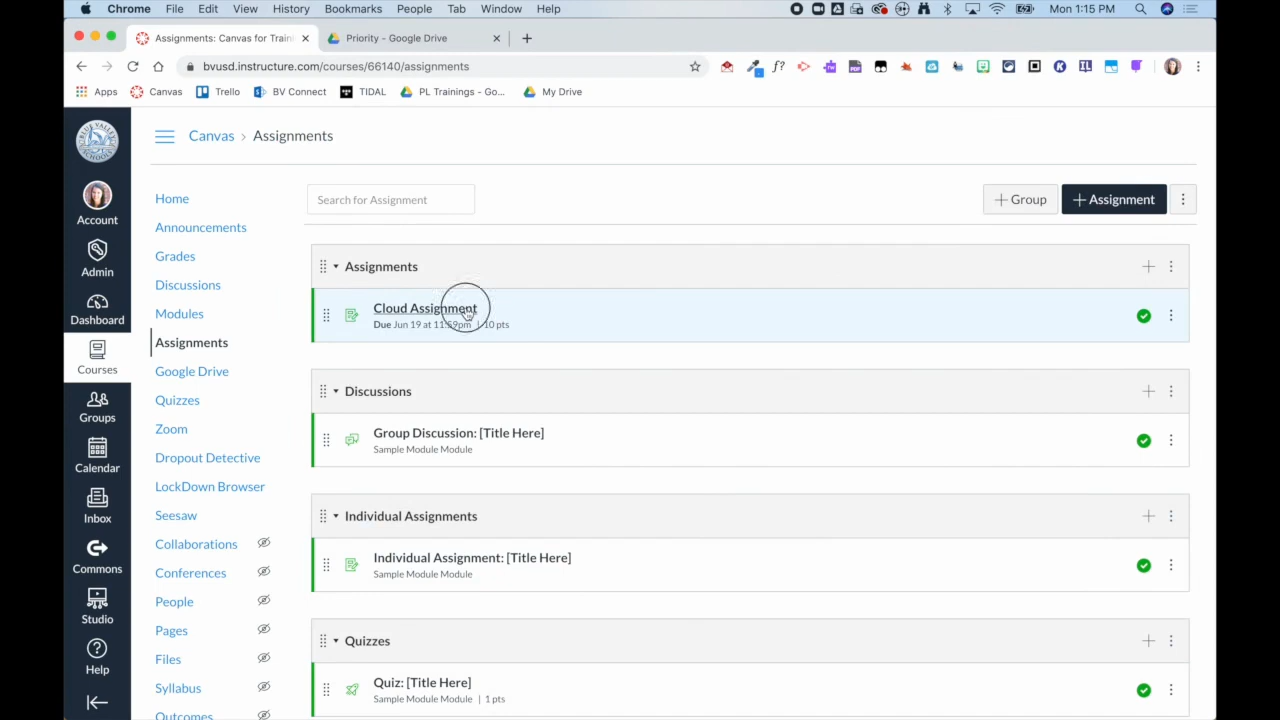 Chrome File Edit View History Bookmarks People Tab Window Help Mon 1:15 PM
Assignments: Canvas for Traini Priority - Google Drive
bvusd.instructure.com/courses/66140/assignments
Apps Canvas Trello BV Connect TIDAL PL Trainings - Go... My Drive
BLUE VALLEY SCHOOLS
Account
Admin
Dashboard
Courses
Groups
Calendar
Inbox
Commons
Studio
Help
Canvas › Assignments
Home
Announcements
Grades
Discussions
Modules
Assignments
Google Drive
Quizzes
Zoom
Dropout Detective
LockDown Browser
Seesaw
Collaborations
Conferences
People
Pages
Files
Syllabus
Outcomes
Search for Assignment
+ Group
+ Assignment
Assignments
Cloud Assignment
Due Jun 19 at 11:59pm | 10 pts
Discussions
Group Discussion: [Title Here]
Sample Module Module
Individual Assignments
Individual Assignment: [Title Here]
Sample Module Module
Quizzes
Quiz: [Title Here]
Sample Module Module | 1 pts